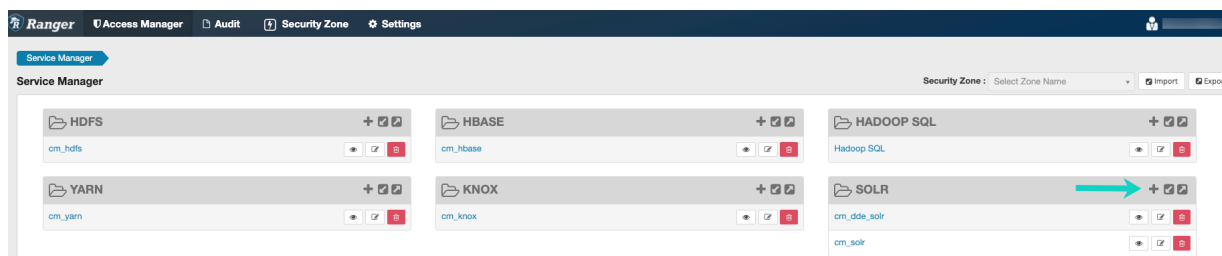 Ranger Access Manager Audit Security Zone Settings
Service Manager
Service Manager Security Zone : Select Zone Name Import Expor
HDFS HBASE HADOOP SQL
cm_hdfs cm_hbase Hadoop SQL
YARN KNOX SOLR
cm_yarn cm_knox cm_dde_solr
cm_solr